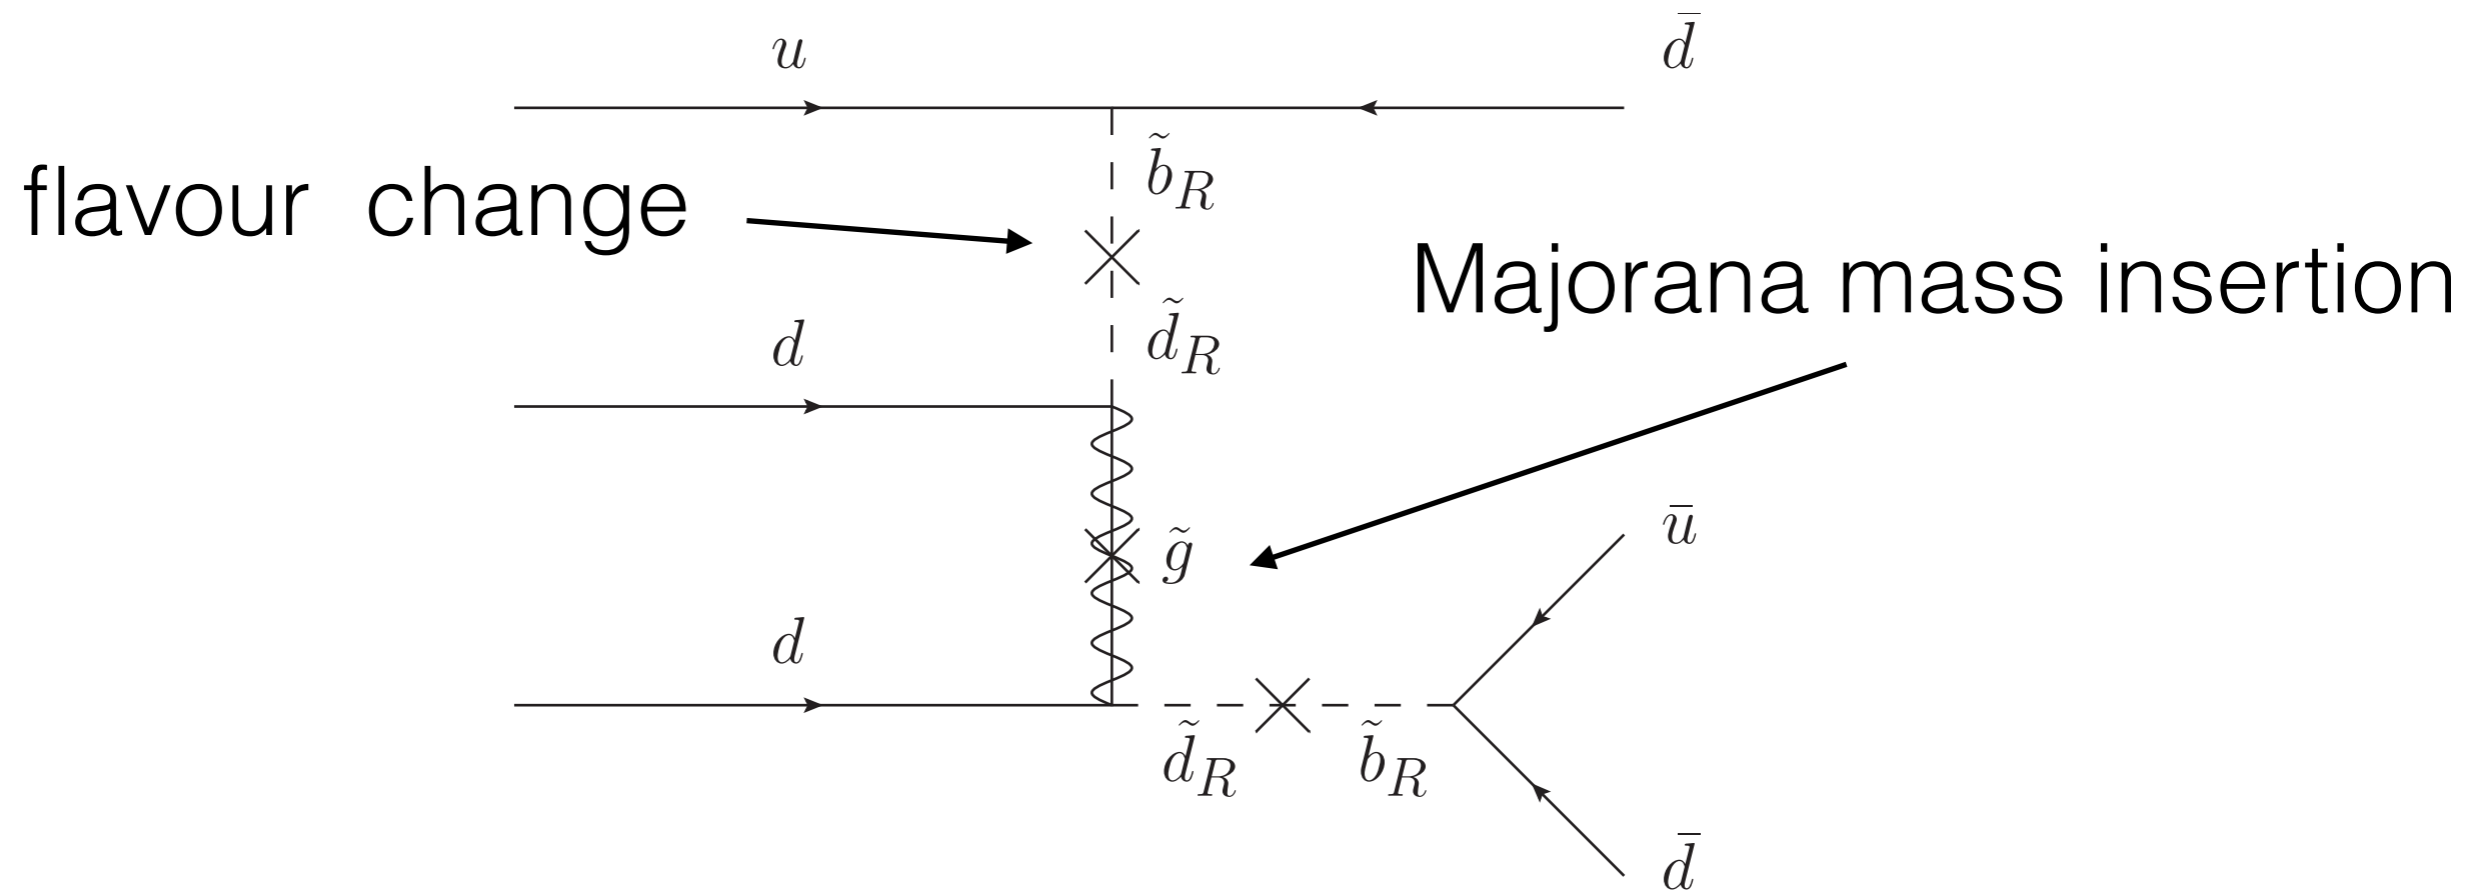 u
d̄
b̃_R
flavour change
d̃_R
Majorana mass insertion
d
g̃
ū
d
d̃_R
b̃_R
d̄